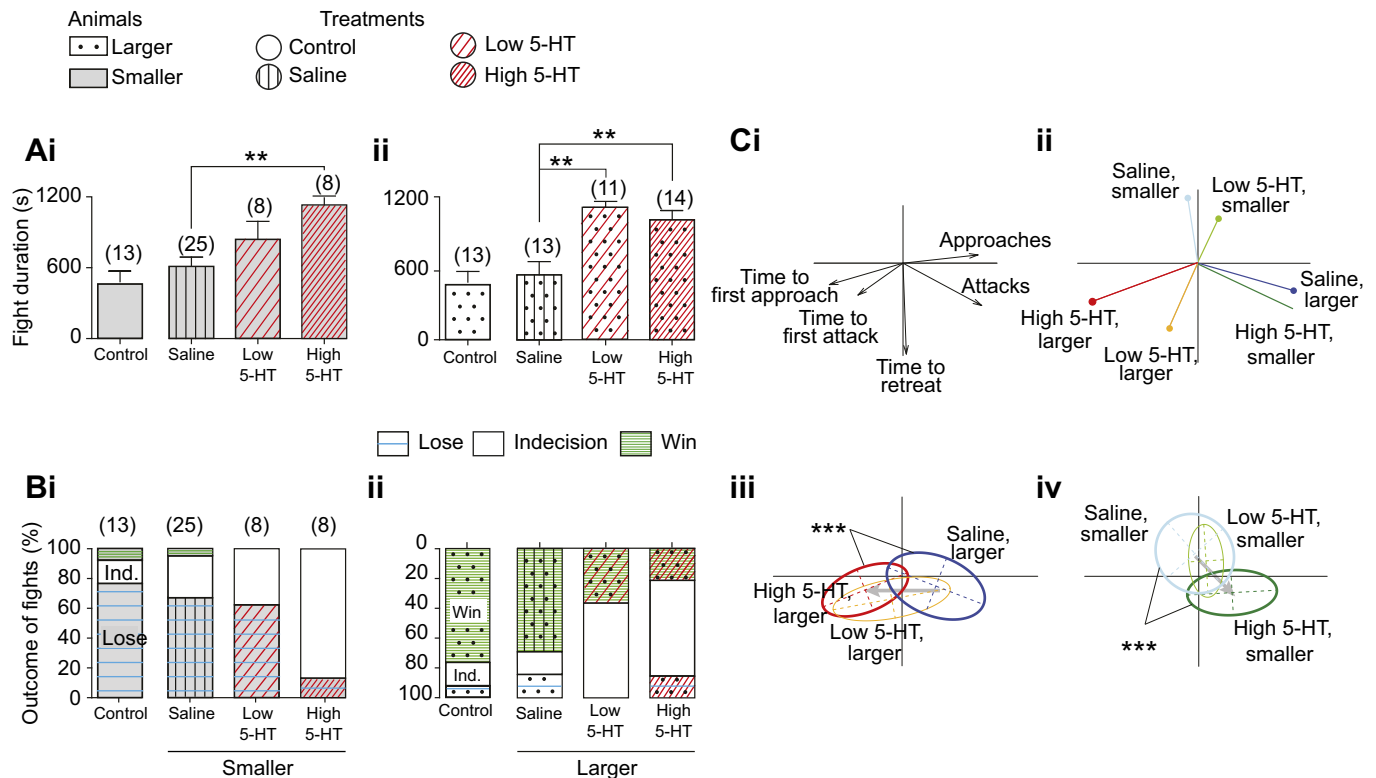 Animals
Treatments
Larger
Control
Low 5-HT
Smaller
Saline
High 5-HT
Ai
**
Fight duration (s)
1200
600
0
(13)
(25)
(8)
(8)
Control
Saline
Low
5-HT
High
5-HT
ii
**
**
1200
600
0
(13)
(13)
(11)
(14)
Control
Saline
Low
5-HT
High
5-HT
Ci
Approaches
Attacks
Time to
first approach
Time to
first attack
Time to
retreat
ii
Saline,
smaller
Low 5-HT,
smaller
Saline,
larger
High 5-HT,
larger
Low 5-HT,
larger
High 5-HT,
smaller
Lose
Indecision
Win
Bi
Outcome of fights (%)
(13)
(25)
(8)
(8)
100
80
60
40
20
0
Ind.
Lose
Control
Saline
Low
5-HT
High
5-HT
Smaller
ii
0
20
40
60
80
100
Win
Ind.
Control
Saline
Low
5-HT
High
5-HT
Larger
iii
***
Saline,
larger
High 5-HT,
larger
Low 5-HT,
larger
iv
Saline,
smaller
Low 5-HT,
smaller
***
High 5-HT,
smaller